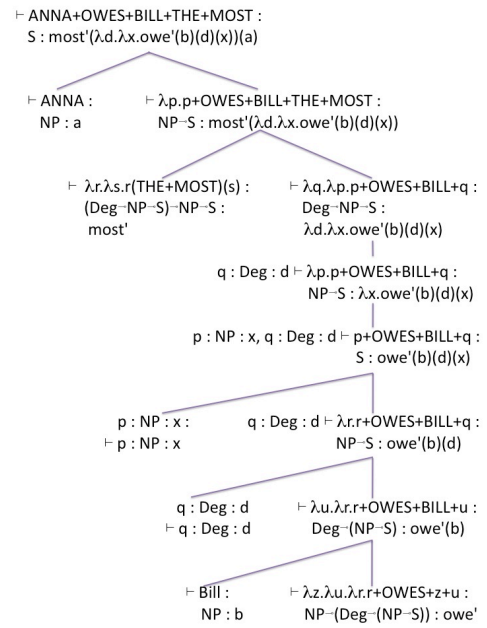 ⊢ ANNA+OWES+BILL+THE+MOST :
S : most'(λd.λx.owe'(b)(d)(x))(a)
⊢ ANNA :
NP : a
⊢ λp.p+OWES+BILL+THE+MOST :
NP→S : most'(λd.λx.owe'(b)(d)(x))
⊢ λr.λs.r(THE+MOST)(s) :
(Deg→NP→S)→NP→S :
most'
⊢ λq.λp.p+OWES+BILL+q :
Deg→NP→S :
λd.λx.owe'(b)(d)(x)
q : Deg : d ⊢ λp.p+OWES+BILL+q :
NP→S : λx.owe'(b)(d)(x)
p : NP : x, q : Deg : d ⊢ p+OWES+BILL+q :
S : owe'(b)(d)(x)
p : NP : x :
⊢ p : NP : x
q : Deg : d ⊢ λr.r+OWES+BILL+q :
NP→S : owe'(b)(d)
q : Deg : d
⊢ q : Deg : d
⊢ λu.λr.r+OWES+BILL+u :
Deg→(NP→S) : owe'(b)
⊢ Bill :
NP : b
⊢ λz.λu.λr.r+OWES+z+u :
NP→(Deg→(NP→S)) : owe'